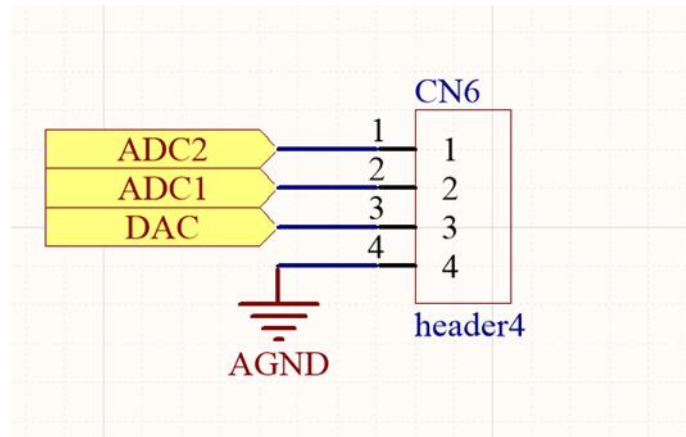 CN6
ADC2 1 1
ADC1 2 2
DAC 3 3
4 4
header4
AGND